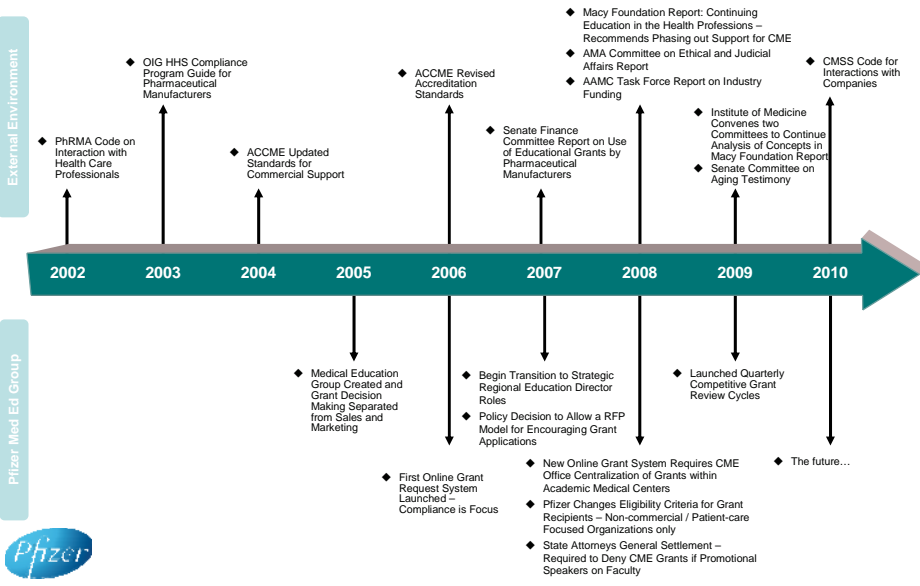 External Environment
◆ PhRMA Code on
Interaction with
Health Care
Professionals
◆ OIG HHS Compliance
Program Guide for
Pharmaceutical
Manufacturers
◆ ACCME Updated
Standards for
Commercial Support
◆ ACCME Revised
Accreditation
Standards
◆ Senate Finance
Committee Report on Use
of Educational Grants by
Pharmaceutical
Manufacturers
◆ Macy Foundation Report: Continuing
Education in the Health Professions –
Recommends Phasing out Support for CME
◆ AMA Committee on Ethical and Judicial
Affairs Report
◆ AAMC Task Force Report on Industry
Funding
◆ Institute of Medicine
Convenes two
Committees to Continue
Analysis of Concepts in
Macy Foundation Report
◆ Senate Committee on
Aging Testimony
◆ CMSS Code for
Interactions with
Companies
2002 2003 2004 2005 2006 2007 2008 2009 2010
Pfizer Med Ed Group
◆ Medical Education
Group Created and
Grant Decision
Making Separated
from Sales and
Marketing
◆ First Online Grant
Request System
Launched –
Compliance is Focus
◆ Begin Transition to Strategic
Regional Education Director
Roles
◆ Policy Decision to Allow a RFP
Model for Encouraging Grant
Applications
◆ New Online Grant System Requires CME
Office Centralization of Grants within
Academic Medical Centers
◆ Pfizer Changes Eligibility Criteria for Grant
Recipients – Non-commercial / Patient-care
Focused Organizations only
◆ State Attorneys General Settlement –
Required to Deny CME Grants if Promotional
Speakers on Faculty
◆ Launched Quarterly
Competitive Grant
Review Cycles
◆ The future…
Pfizer